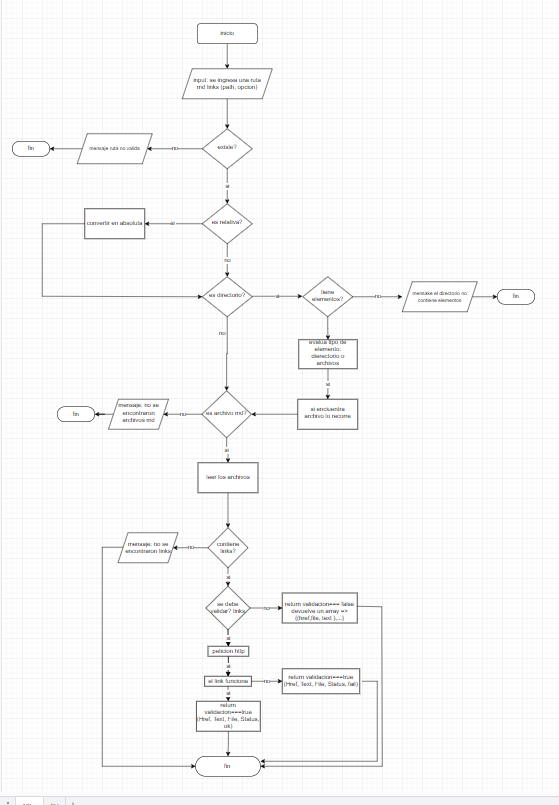 inicio
input: se ingresa una ruta
md links (path, opcion)
existe?
no
mensaje ruta no valida
fin
si
es relativa?
si
convertir en absoluta
no
es directorio?
si
tiene
elementos?
no
mensake el directorio no
contiene elementos
fin
no
evalua tipo de
elemento:
dierectorio o
archivos
si
si encuentra
archivo lo recorre
es archivo md?
no
mensaje: no se
encontraron
archivos md
fin
si
leer los archivos
contiene
links?
no
mensaje: no se
encontraron links
si
se debe
validar? links
no
return validacion=== false
devuelve un array =>
si
peticion http
si
el link funciona
no
return validacion===true
(Href, Text, File, Status, fail)
si
return
validacion===true
(Href, Text, File, Status,
ok)
fin